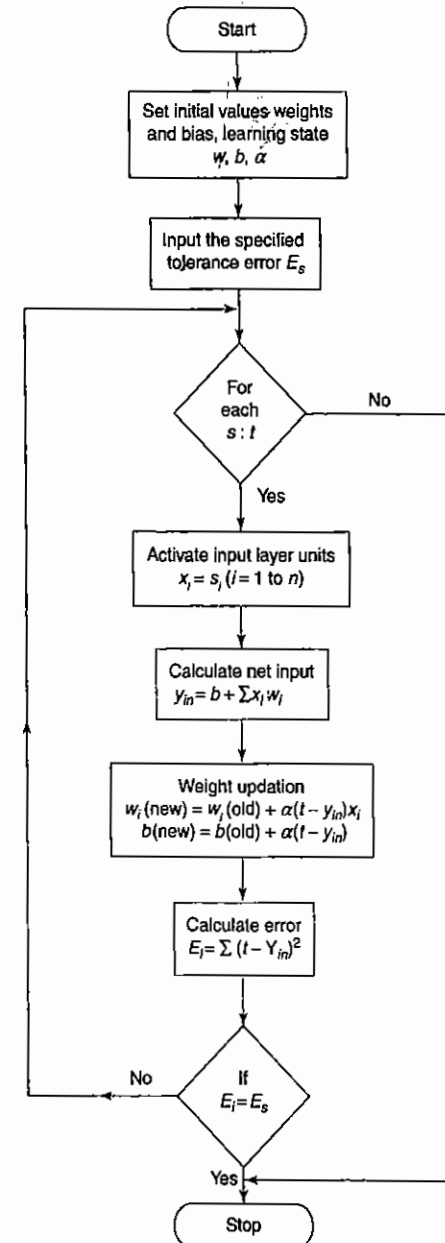 Start
Set initial values weights
and bias, learning state
w, b, α
Input the specified
tolerance error Es
For
each
s : t
No
Yes
Activate input layer units
xi = si (i = 1 to n)
Calculate net input
yin = b + ∑xi wi
Weight updation
wi (new) = wi (old) + α(t – yin)xi
b(new) = b(old) + α(t – yin)
Calculate error
Ei = ∑ (t – Yin)²
If
Ei = Es
No
Yes
Stop